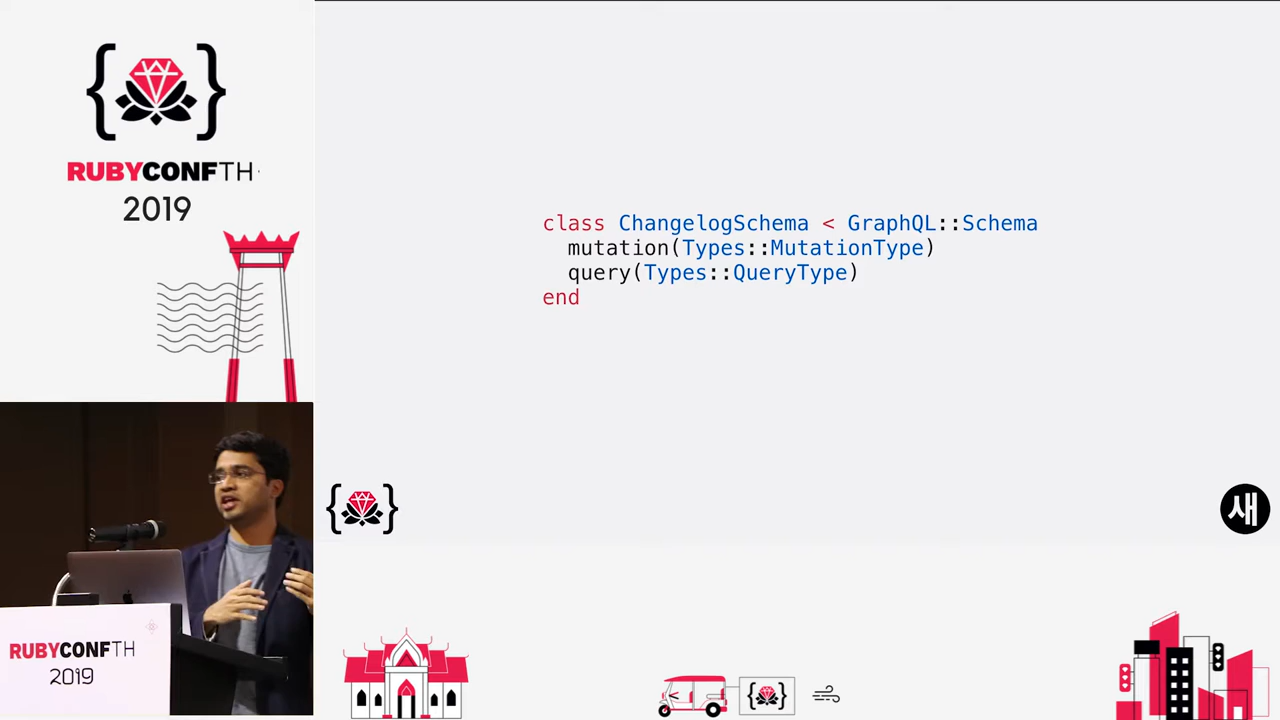 RUBYCONFTH
2019
class ChangelogSchema < GraphQL::Schema
  mutation(Types::MutationType)
  query(Types::QueryType)
end
새
RUBYCONFTH
2019